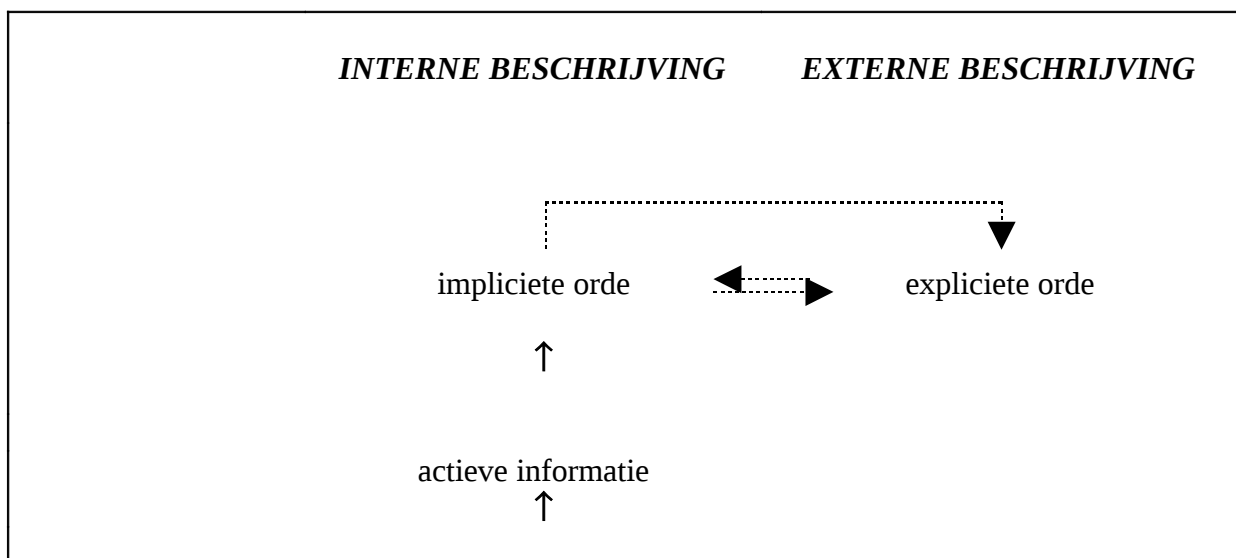 INTERNE BESCHRIJVING EXTERNE BESCHRIJVING
impliciete orde expliciete orde
↑
actieve informatie
↑